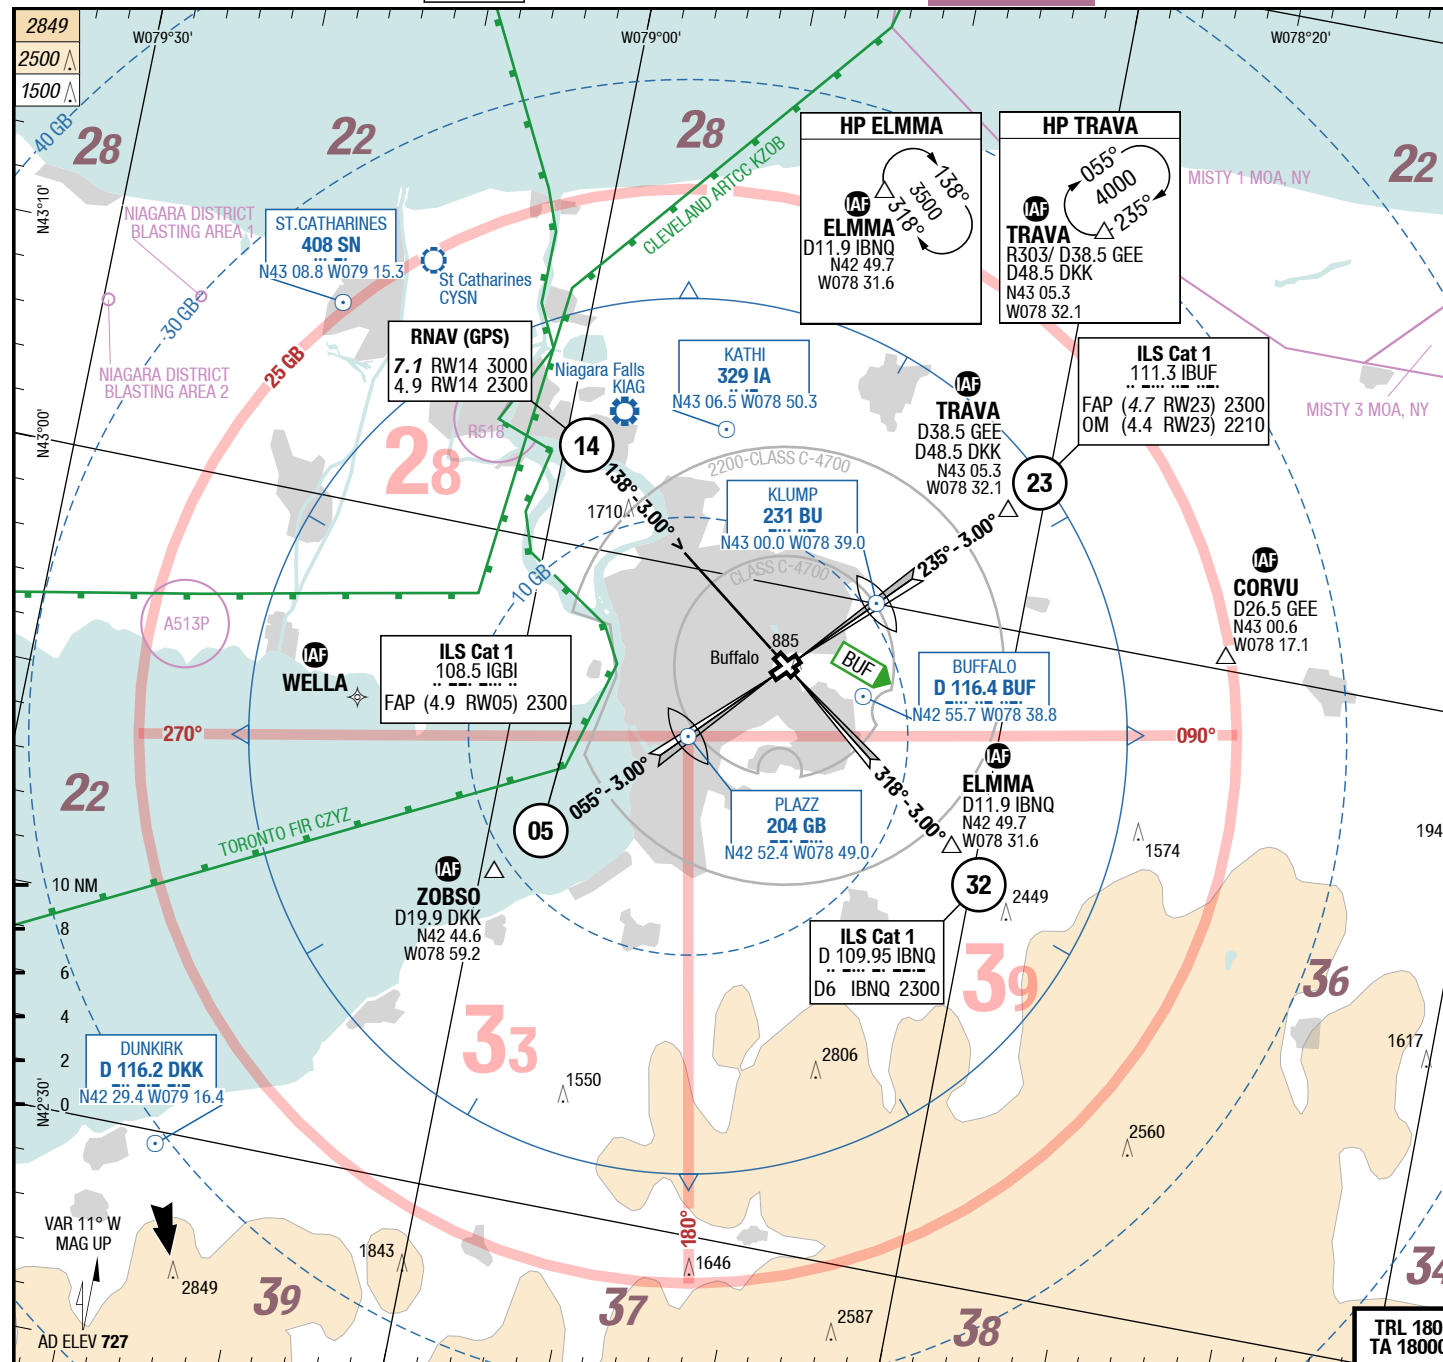 2849
2500
1500
W079°30'
W079°00'
W078°20'
40 GB
28
22
28
22
N43°10'
NIAGARA DISTRICT
BLASTING AREA 1
ST.CATHARINES
408 SN
N43 08.8 W079 15.3
St Catharines
CYSN
CLEVELAND ARTCC KZOB
HP ELMMA
138°
3500
318°
IAF
ELMMA
D11.9 IBNQ
N42 49.7
W078 31.6
HP TRAVA
055°
4000
235°
IAF
TRAVA
R303/ D38.5 GEE
D48.5 DKK
N43 05.3
W078 32.1
MISTY 1 MOA, NY
30 GB
25 GB
NIAGARA DISTRICT
BLASTING AREA 2
RNAV (GPS)
7.1 RW14 3000
4.9 RW14 2300
Niagara Falls
KIAG
KATHI
329 IA
N43 06.5 W078 50.3
ILS Cat 1
111.3 IBUF
FAP (4.7 RW23) 2300
OM (4.4 RW23) 2210
MISTY 3 MOA, NY
IAF
TRAVA
D38.5 GEE
D48.5 DKK
N43 05.3
W078 32.1
N43°00'
R518
28
14
23
138°-3.00° >
1710
2200-CLASS C-4700
KLUMP
231 BU
N43 00.0 W078 39.0
235°-3.00°
CLASS C-4700
10 GB
IAF
CORVU
D26.5 GEE
N43 00.6
W078 17.1
A513P
IAF
WELLA
ILS Cat 1
108.5 IGBI
FAP (4.9 RW05) 2300
885
Buffalo
BUF
BUFFALO
D 116.4 BUF
N42 55.7 W078 38.8
270°
090°
22
055°-3.00°
05
318°-3.00°
IAF
ELMMA
D11.9 IBNQ
N42 49.7
W078 31.6
PLAZZ
204 GB
N42 52.4 W078 49.0
TORONTO FIR CZYZ
1574
194
10 NM
8
6
4
2
0
IAF
ZOBSO
D19.9 DKK
N42 44.6
W078 59.2
32
2449
ILS Cat 1
D 109.95 IBNQ
D6 IBNQ 2300
39
36
33
DUNKIRK
D 116.2 DKK
N42 29.4 W079 16.4
N42°30'
1550
2806
1617
2560
VAR 11° W
MAG UP
2849
1843
180°
1646
39
37
2587
38
34
AD ELEV 727
TRL 180
TA 18000